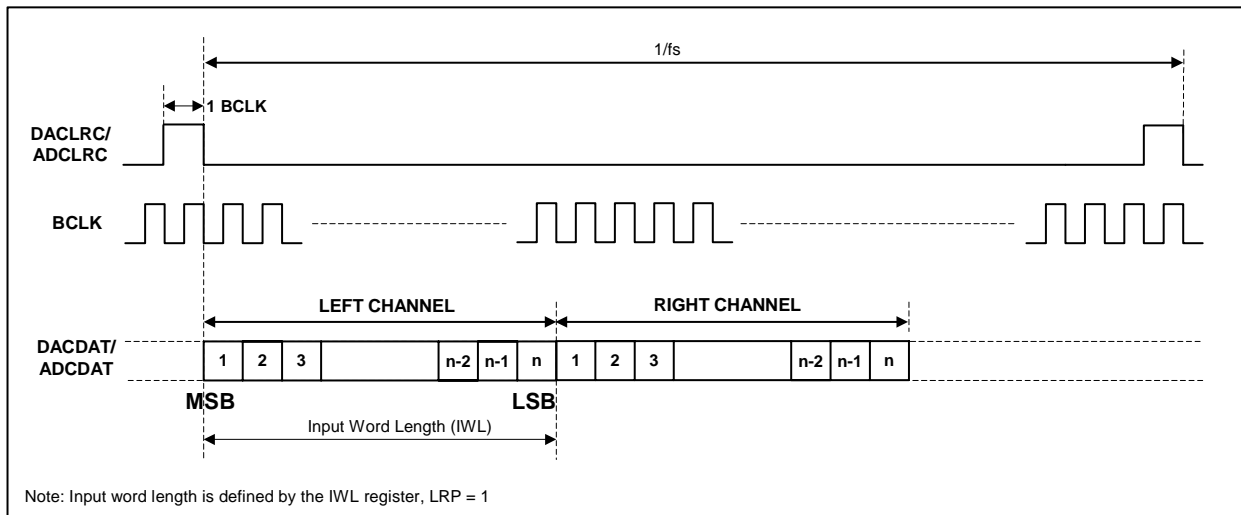 1/fs
1 BCLK
DACLRC/
ADCLRC
BCLK
LEFT CHANNEL RIGHT CHANNEL
DACDAT/
ADCDAT
1 2 3 n-2 n-1 n 1 2 3 n-2 n-1 n
MSB LSB
Input Word Length (IWL)
Note: Input word length is defined by the IWL register, LRP = 1